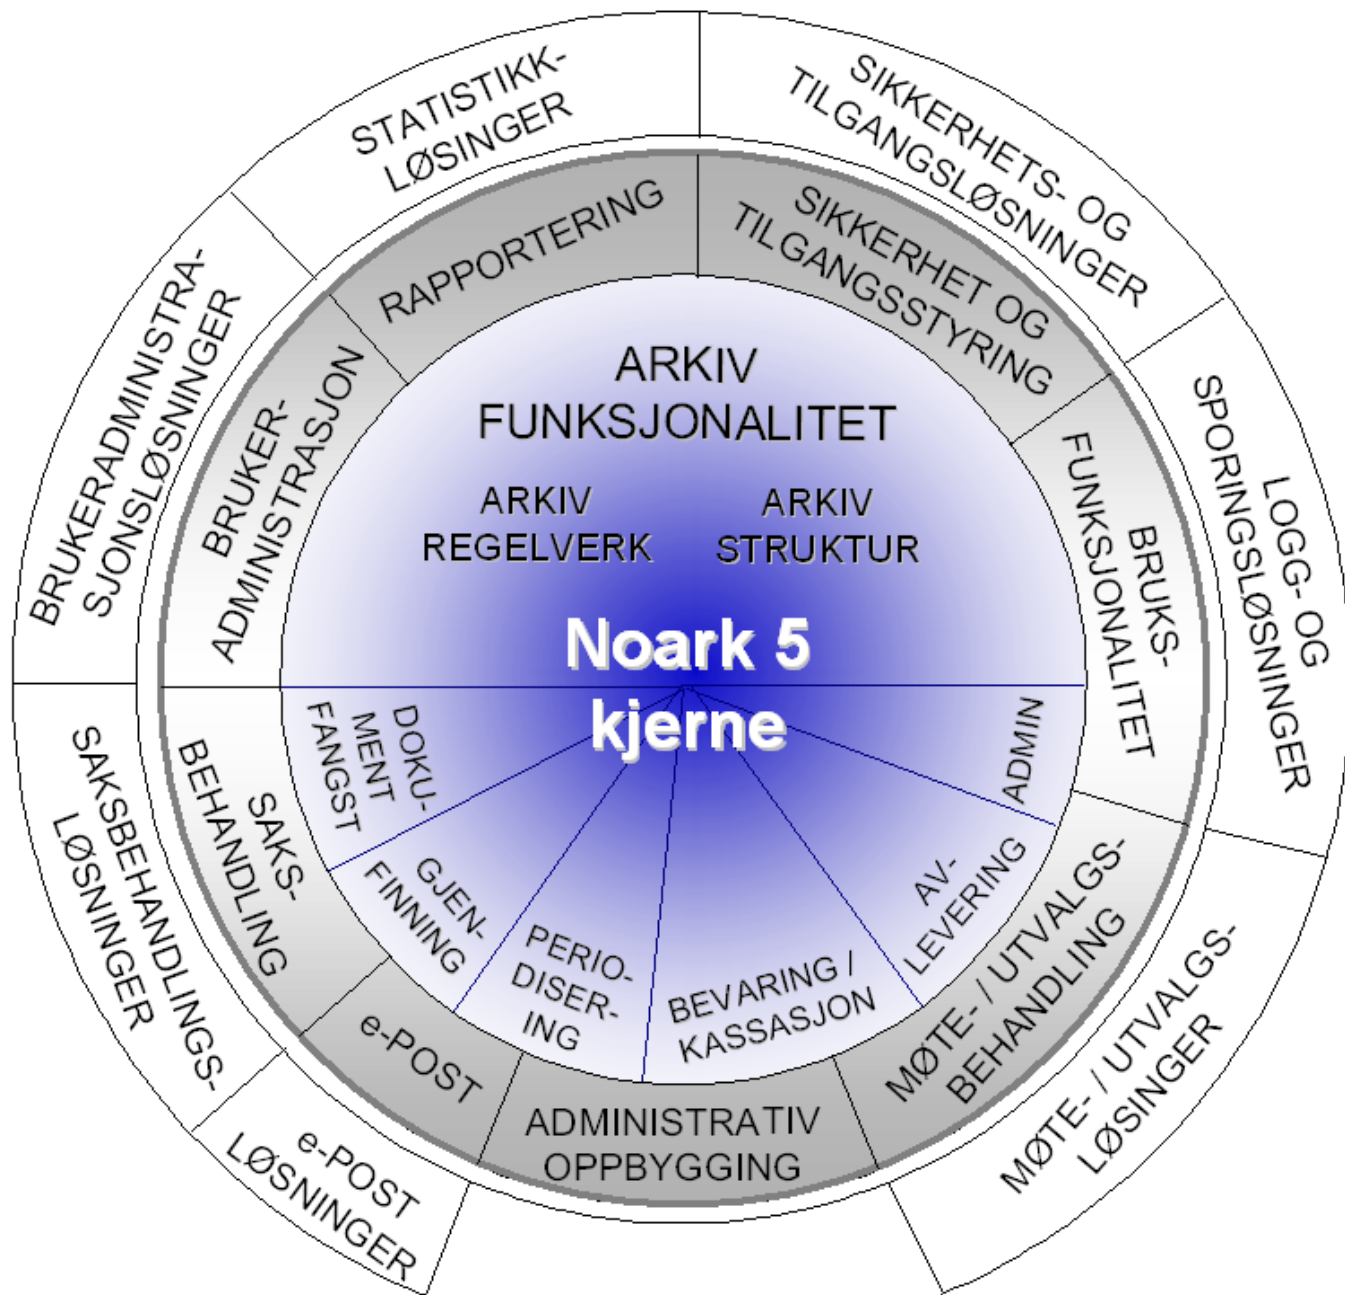 STATISTIKK-
LØSINGER
SIKKERHETS- OG
TILGANGSLØSNINGER
LOGG- OG
SPORINGSLØSNINGER
MØTE- / UTVALGS-
LØSINGER
e-POST
LØSNINGER
SAKSBEHANDLINGS-
LØSNINGER
BRUKERADMINISTRA-
SJONSLØSNINGER
RAPPORTERING
SIKKERHET OG
TILGANGSSTYRING
BRUKS-
FUNKSJONALITET
MØTE- / UTVALGS-
BEHANDLING
ADMINISTRATIV
OPPBYGGING
e-POST
SAKS-
BEHANDLING
BRUKER-
ADMINISTRASJON
ARKIV
FUNKSJONALITET
ARKIV
REGELVERK
ARKIV
STRUKTUR
Noark 5
kjerne
DOKU-
MENT
FANGST
GJEN-
FINNING
PERIO-
DISER-
ING
BEVARING /
KASSASJON
AV-
LEVERING
ADMIN